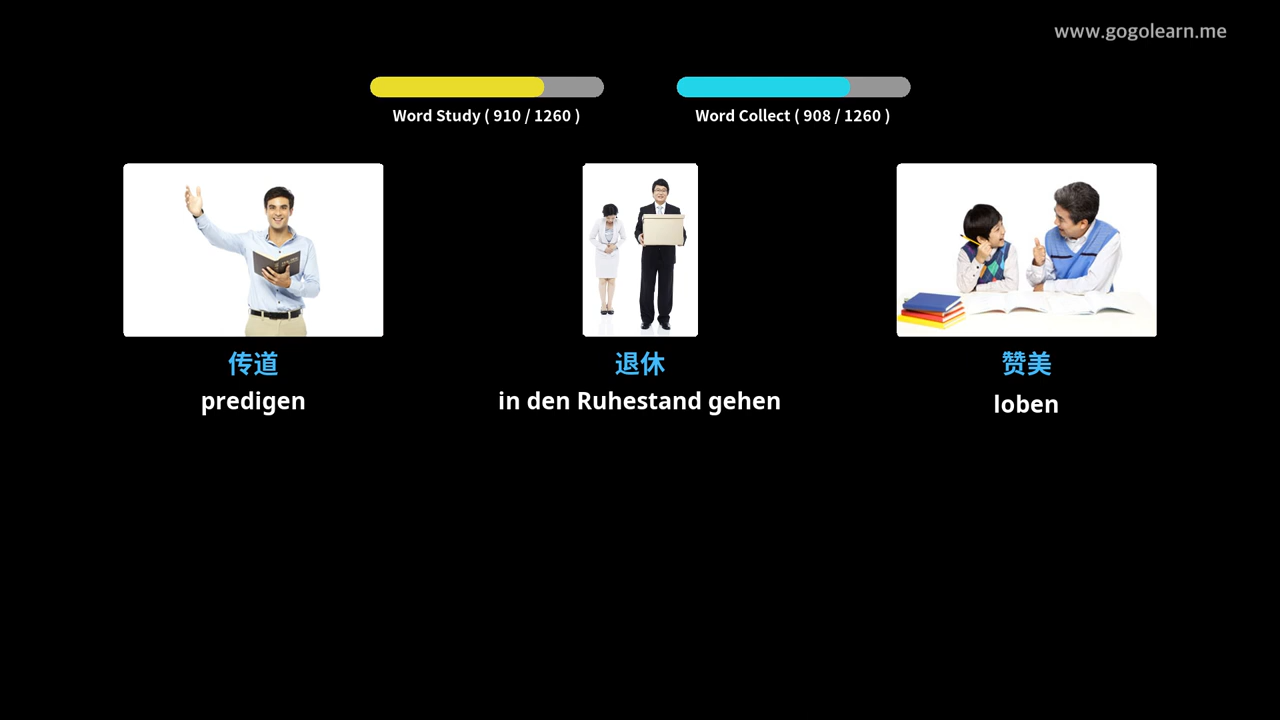 www.gogolearn.me
Word Study ( 910 / 1260 )
Word Collect ( 908 / 1260 )
传道
退休
赞美
predigen
in den Ruhestand gehen
loben